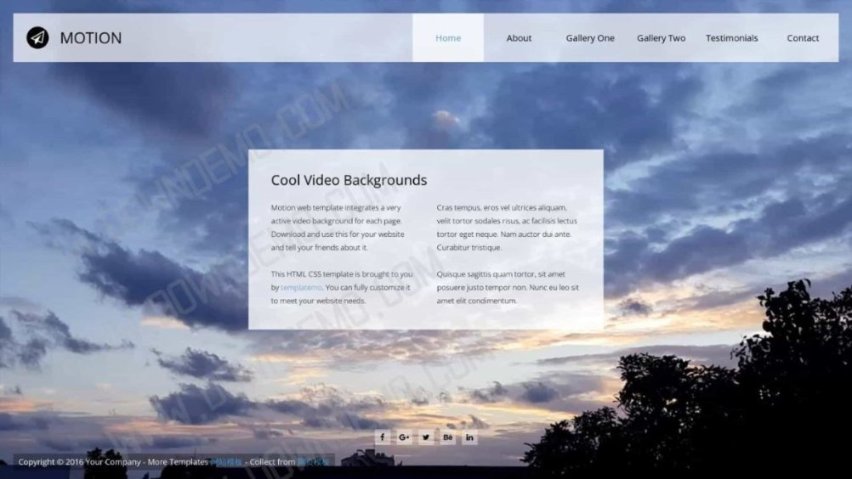 MOTION
Home About Gallery One Gallery Two Testimonials Contact
Cool Video Backgrounds
Motion web template integrates a very
active video background for each page.
Download and use this for your website
and tell your friends about it.
This HTML CSS template is brought to you
by templatemo. You can fully customize it
to meet your website needs.
Cras tempus, eros vel ultrices aliquam,
velit tortor sodales risus, ac facilisis lectus
tortor eget neque. Nam auctor dui ante.
Curabitur tristique.
Quisque sagittis quam tortor, sit amet
posuere justo tempor non. Nunc eu leo sit
amet elit condimentum.
f G+ Bē in
Copyright © 2016 Your Company - More Templates - Collect from